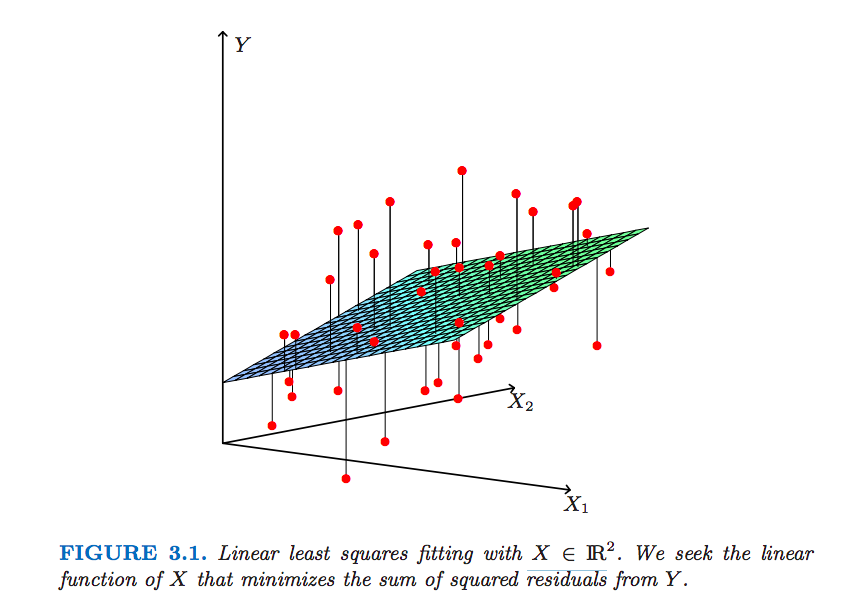 Y
X₂
X₁
FIGURE 3.1. Linear least squares fitting with X ∈ ℝ². We seek the linear
function of X that minimizes the sum of squared residuals from Y.